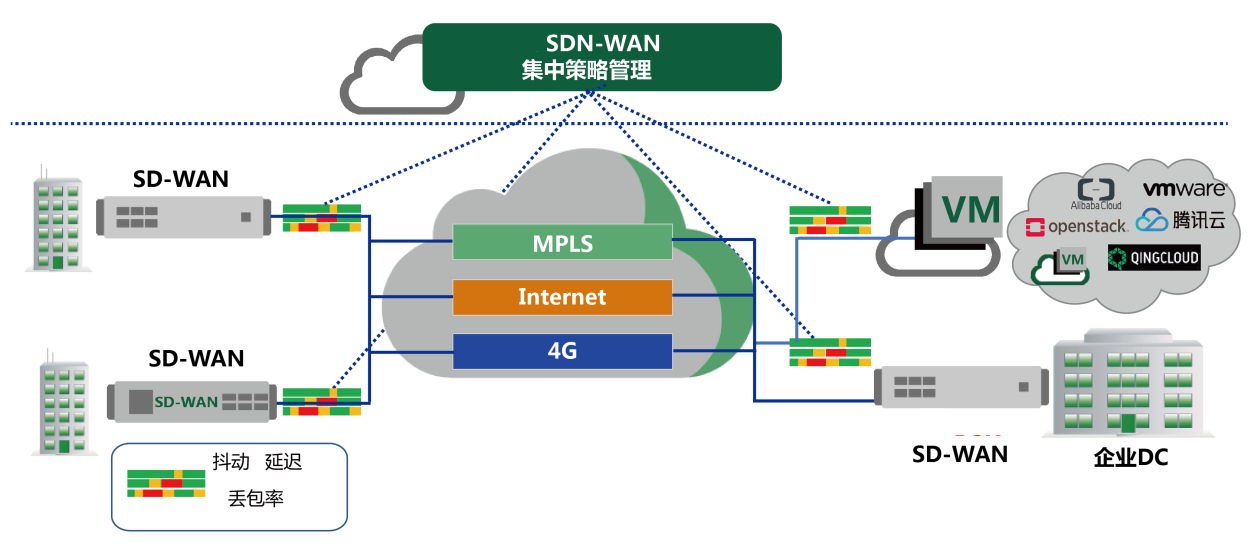 SDN-WAN
集中策略管理
SD-WAN
VM
Alibaba Cloud
vmware
openstack
腾讯云
VM
QINGCLOUD
MPLS
Internet
4G
SD-WAN
SD-WAN
SD-WAN
企业DC
抖动 延迟
丢包率